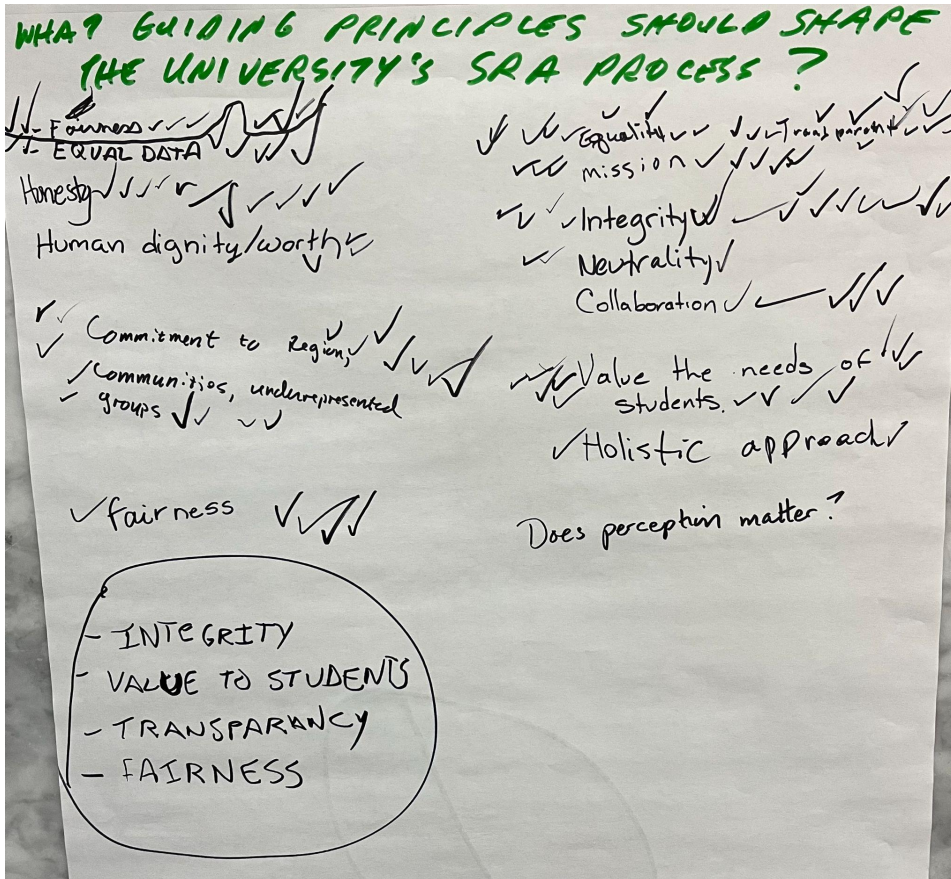 WHAT GUIDING PRINCIPLES SHOULD SHAPE
THE UNIVERSITY'S SRA PROCESS?
- Fairness ✓✓✓
- EQUAL DATA
Honesty
Human dignity/worth
Commitment to Region,
Communities, underrepresented
groups
fairness
- INTEGRITY
- VALUE TO STUDENTS
- TRANSPARANCY
- FAIRNESS
Equality - Transparent
mission
Integrity
Neutrality
Collaboration
Value the needs of
students.
Holistic approach
Does perception matter?